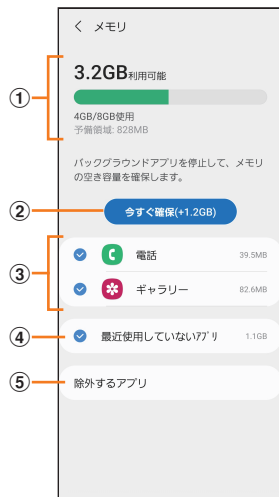 メモリ
① 3.2GB利用可能
4GB/8GB使用
予備領域: 828MB
バックグラウンドアプリを停止して、メモリ
の空き容量を確保します。
② 今すぐ確保(+1.2GB)
③ 電話 39.5MB
ギャラリー 82.6MB
④ 最近使用していないｱﾌﾟﾘ 1.1GB
⑤ 除外するアプリ